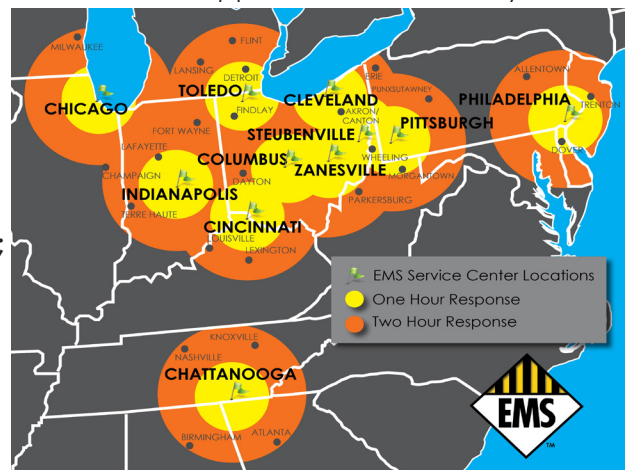 MILWAUKEE
FLINT
LANSING
DETROIT
ERIE
PUNXSUTAWNEY
ALLENTOWN
CHICAGO
TOLEDO
CLEVELAND
PHILADELPHIA
TRENTON
FINDLAY
AKRON/
CANTON
FORT WAYNE
STEUBENVILLE
PITTSBURGH
LAFAYETTE
COLUMBUS
WHEELING
DOVER
CHAMPAIGN
DAYTON
ZANESVILLE
MORGANTOWN
INDIANAPOLIS
PARKERSBURG
TERRE HAUTE
CINCINNATI
LOUISVILLE
LEXINGTON
EMS Service Center Locations
One Hour Response
Two Hour Response
KNOXVILLE
NASHVILLE
CHATTANOOGA
BIRMINGHAM
ATLANTA
EMS
TM